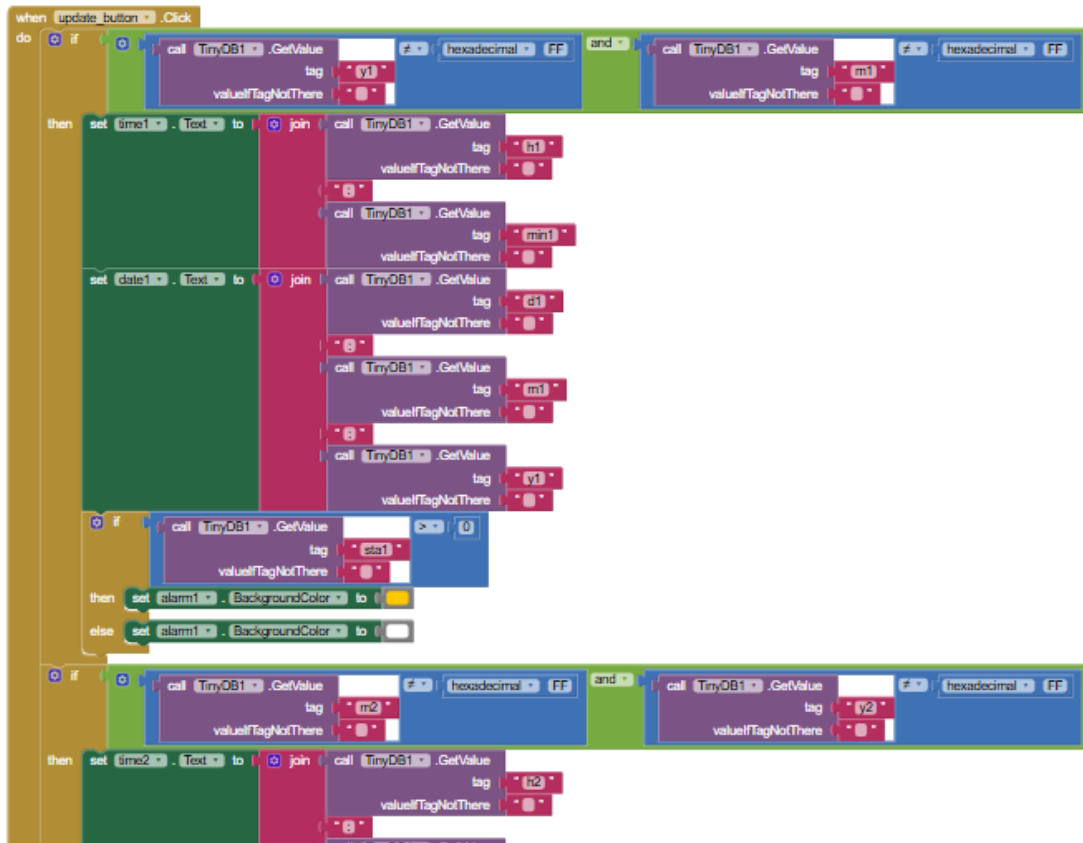 when update_button .Click
do if call TinyDB1 .GetValue ≠ hexadecimal FF and call TinyDB1 .GetValue ≠ hexadecimal FF
tag " y1 " tag " m1 "
valueIfTagNotThere " " valueIfTagNotThere " "
then set time1 . Text to join call TinyDB1 .GetValue
tag " h1 "
valueIfTagNotThere " "
" : "
call TinyDB1 .GetValue
tag " min1 "
valueIfTagNotThere " "
set date1 . Text to join call TinyDB1 .GetValue
tag " d1 "
valueIfTagNotThere " "
" : "
call TinyDB1 .GetValue
tag " m1 "
valueIfTagNotThere " "
" : "
call TinyDB1 .GetValue
tag " y1 "
valueIfTagNotThere " "
if call TinyDB1 .GetValue > 0
tag " sta1 "
valueIfTagNotThere " "
then set alarm1 . BackgroundColor to
else set alarm1 . BackgroundColor to
if call TinyDB1 .GetValue ≠ hexadecimal FF and call TinyDB1 .GetValue ≠ hexadecimal FF
tag " m2 " tag " y2 "
valueIfTagNotThere " " valueIfTagNotThere " "
then set time2 . Text to join call TinyDB1 .GetValue
tag " h2 "
valueIfTagNotThere " "
" : "